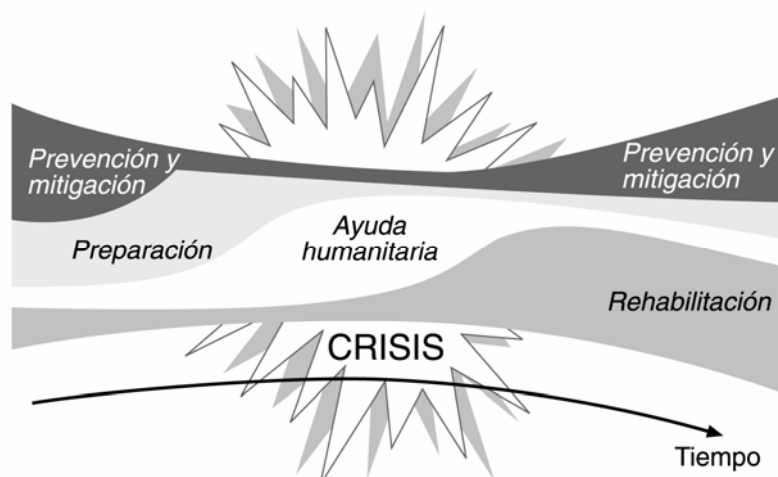 Prevención y
mitigación
Prevención y
mitigación
Preparación
Ayuda
humanitaria
Rehabilitación
CRISIS
Tiempo